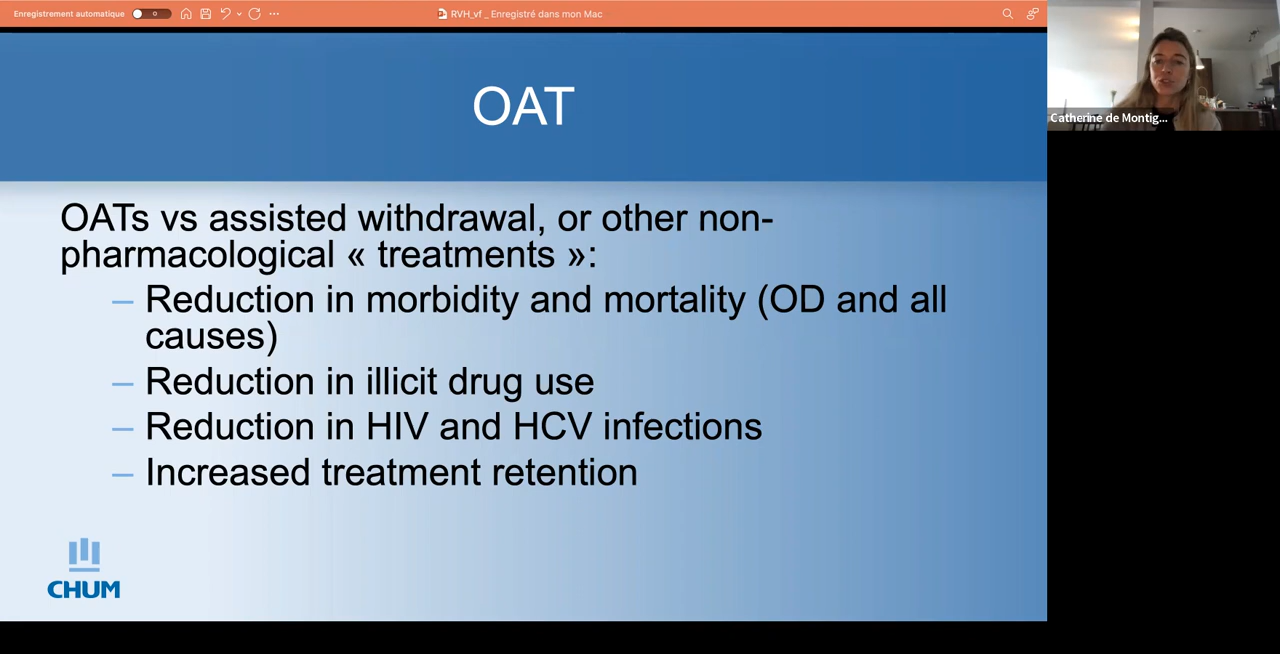 Enregistrement automatique
RVH_vf _ Enregistré dans mon Mac
OAT
OATs vs assisted withdrawal, or other non-
pharmacological « treatments »:
– Reduction in morbidity and mortality (OD and all
causes)
– Reduction in illicit drug use
– Reduction in HIV and HCV infections
– Increased treatment retention
CHUM
Catherine de Montig...